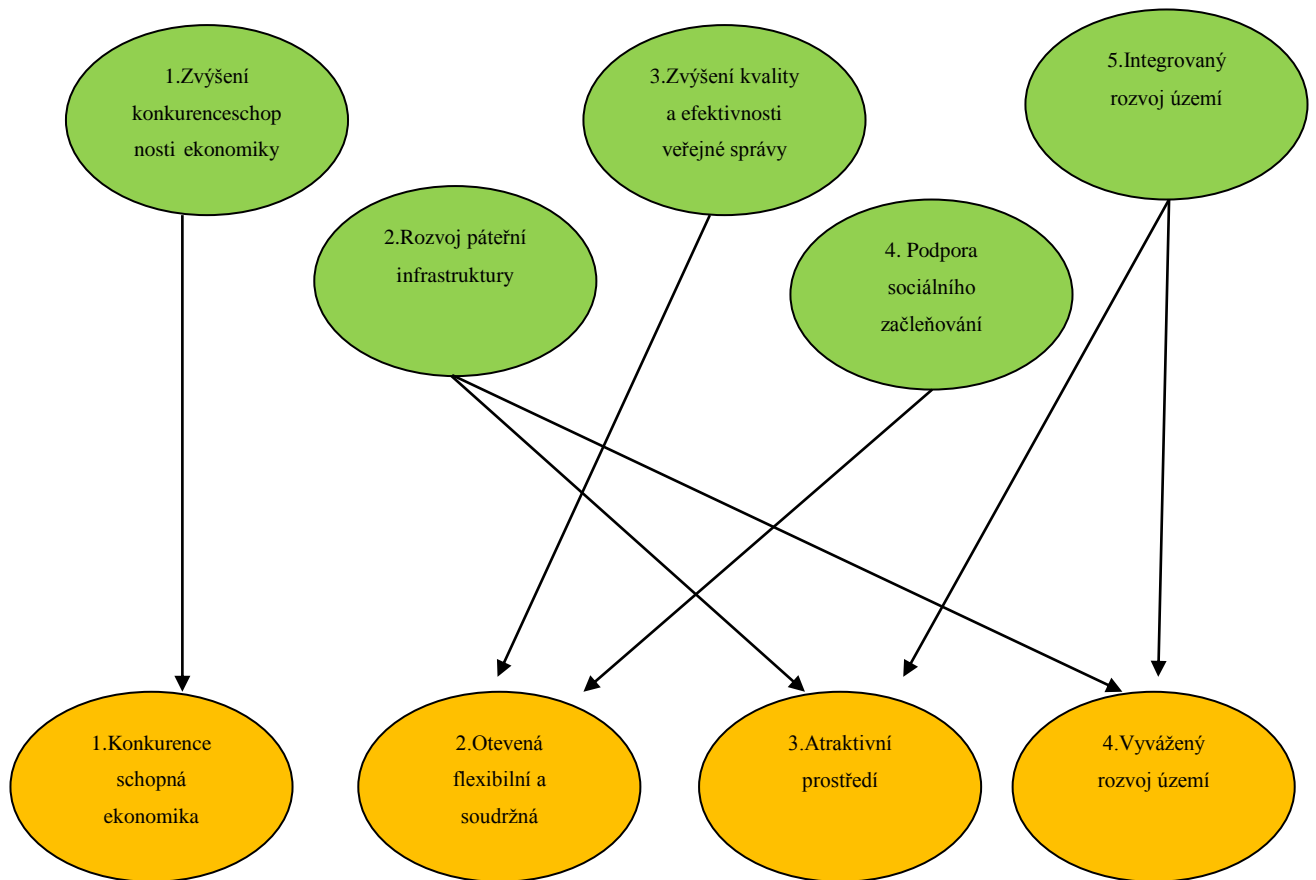 1.Zvýšení
konkurenceschop
nosti ekonomiky
3.Zvýšení kvality
a efektivnosti
veřejné správy
5.Integrovaný
rozvoj území
2.Rozvoj páteřní
infrastruktury
4. Podpora
sociálního
začleňování
1.Konkurence
schopná
ekonomika
2.Otevená
flexibilní a
soudržná
3.Atraktivní
prostředí
4.Vyvážený
rozvoj území